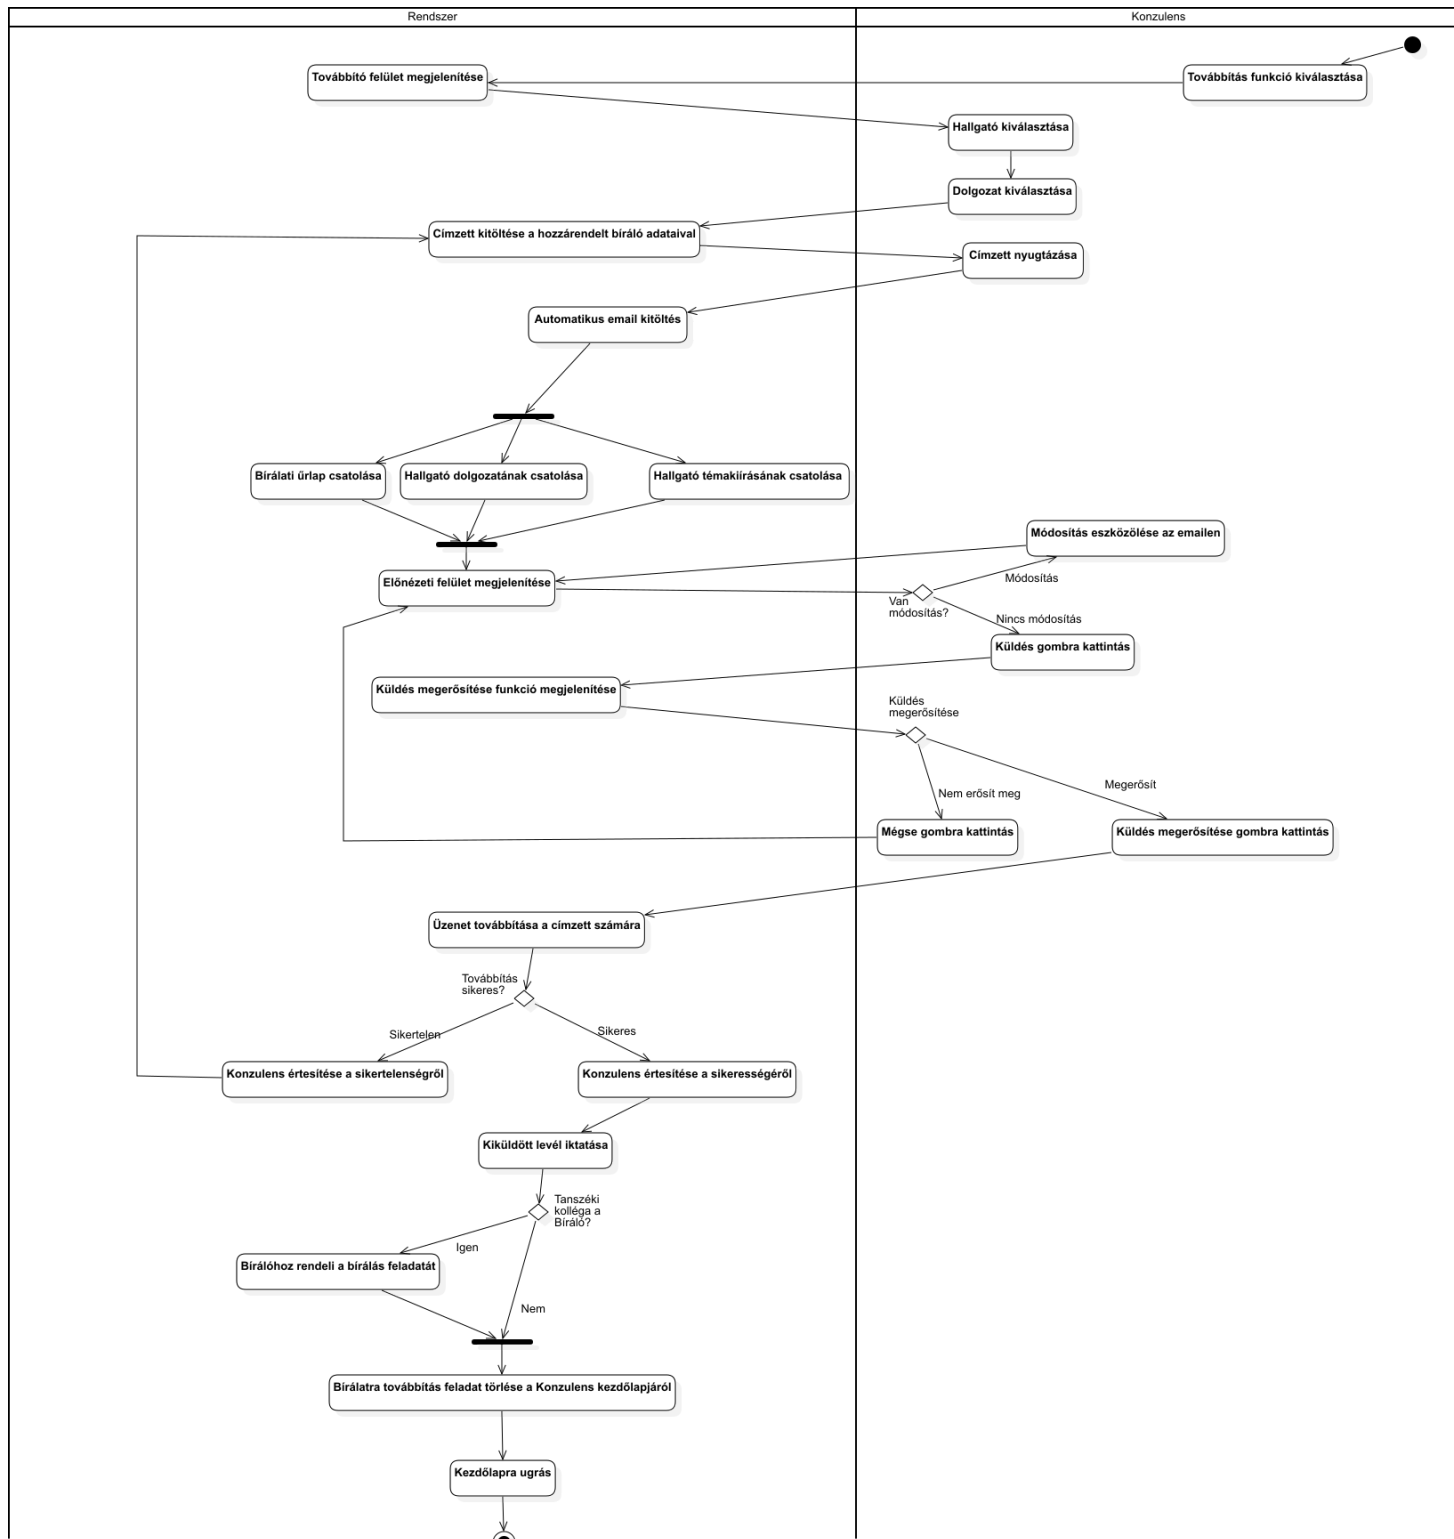 Rendszer
Konzulens
Továbbító felület megjelenítése
Továbbítás funkció kiválasztása
Hallgató kiválasztása
Dolgozat kiválasztása
Címzett kitöltése a hozzárendelt bíráló adataival
Címzett nyugtázása
Automatikus email kitöltés
Bírálati űrlap csatolása
Hallgató dolgozatának csatolása
Hallgató témakiírásának csatolása
Módosítás eszközölése az emailen
Előnézeti felület megjelenítése
Módosítás
Van
módosítás?
Nincs módosítás
Küldés gombra kattintás
Küldés megerősítése funkció megjelenítése
Küldés
megerősítése
Megerősít
Nem erősít meg
Mégse gombra kattintás
Küldés megerősítése gombra kattintás
Üzenet továbbítása a címzett számára
Továbbítás
sikeres?
Sikertelen
Sikeres
Konzulens értesítése a sikertelenségről
Konzulens értesítése a sikerességéről
Kiküldött levél iktatása
Tanszéki
kolléga a
Bíráló?
Igen
Bírálóhoz rendeli a bírálás feladatát
Nem
Bírálatra továbbítás feladat törlése a Konzulens kezdőlapjáról
Kezdőlapra ugrás